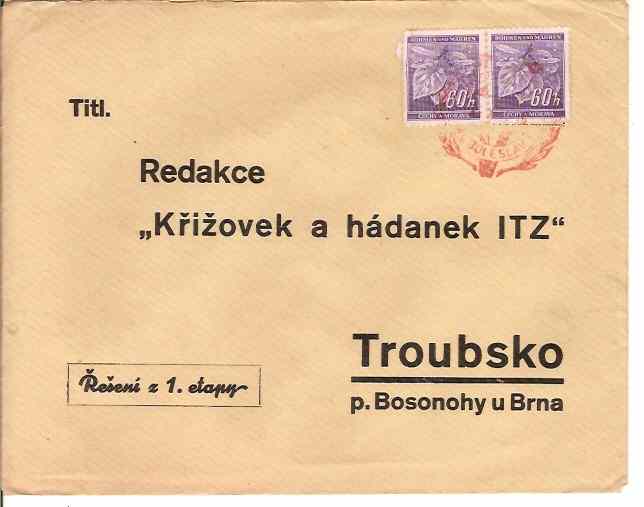 BÖHMEN UND MÄHREN BÖHMEN UND MÄHREN
60h 60h
ČECHY A MORAVA ČECHY A MORAVA
Titl.
Redakce
„Křižovek a hádanek ITZ“
Troubsko
p. Bosonohy u Brna
Řešení z 1. etapy